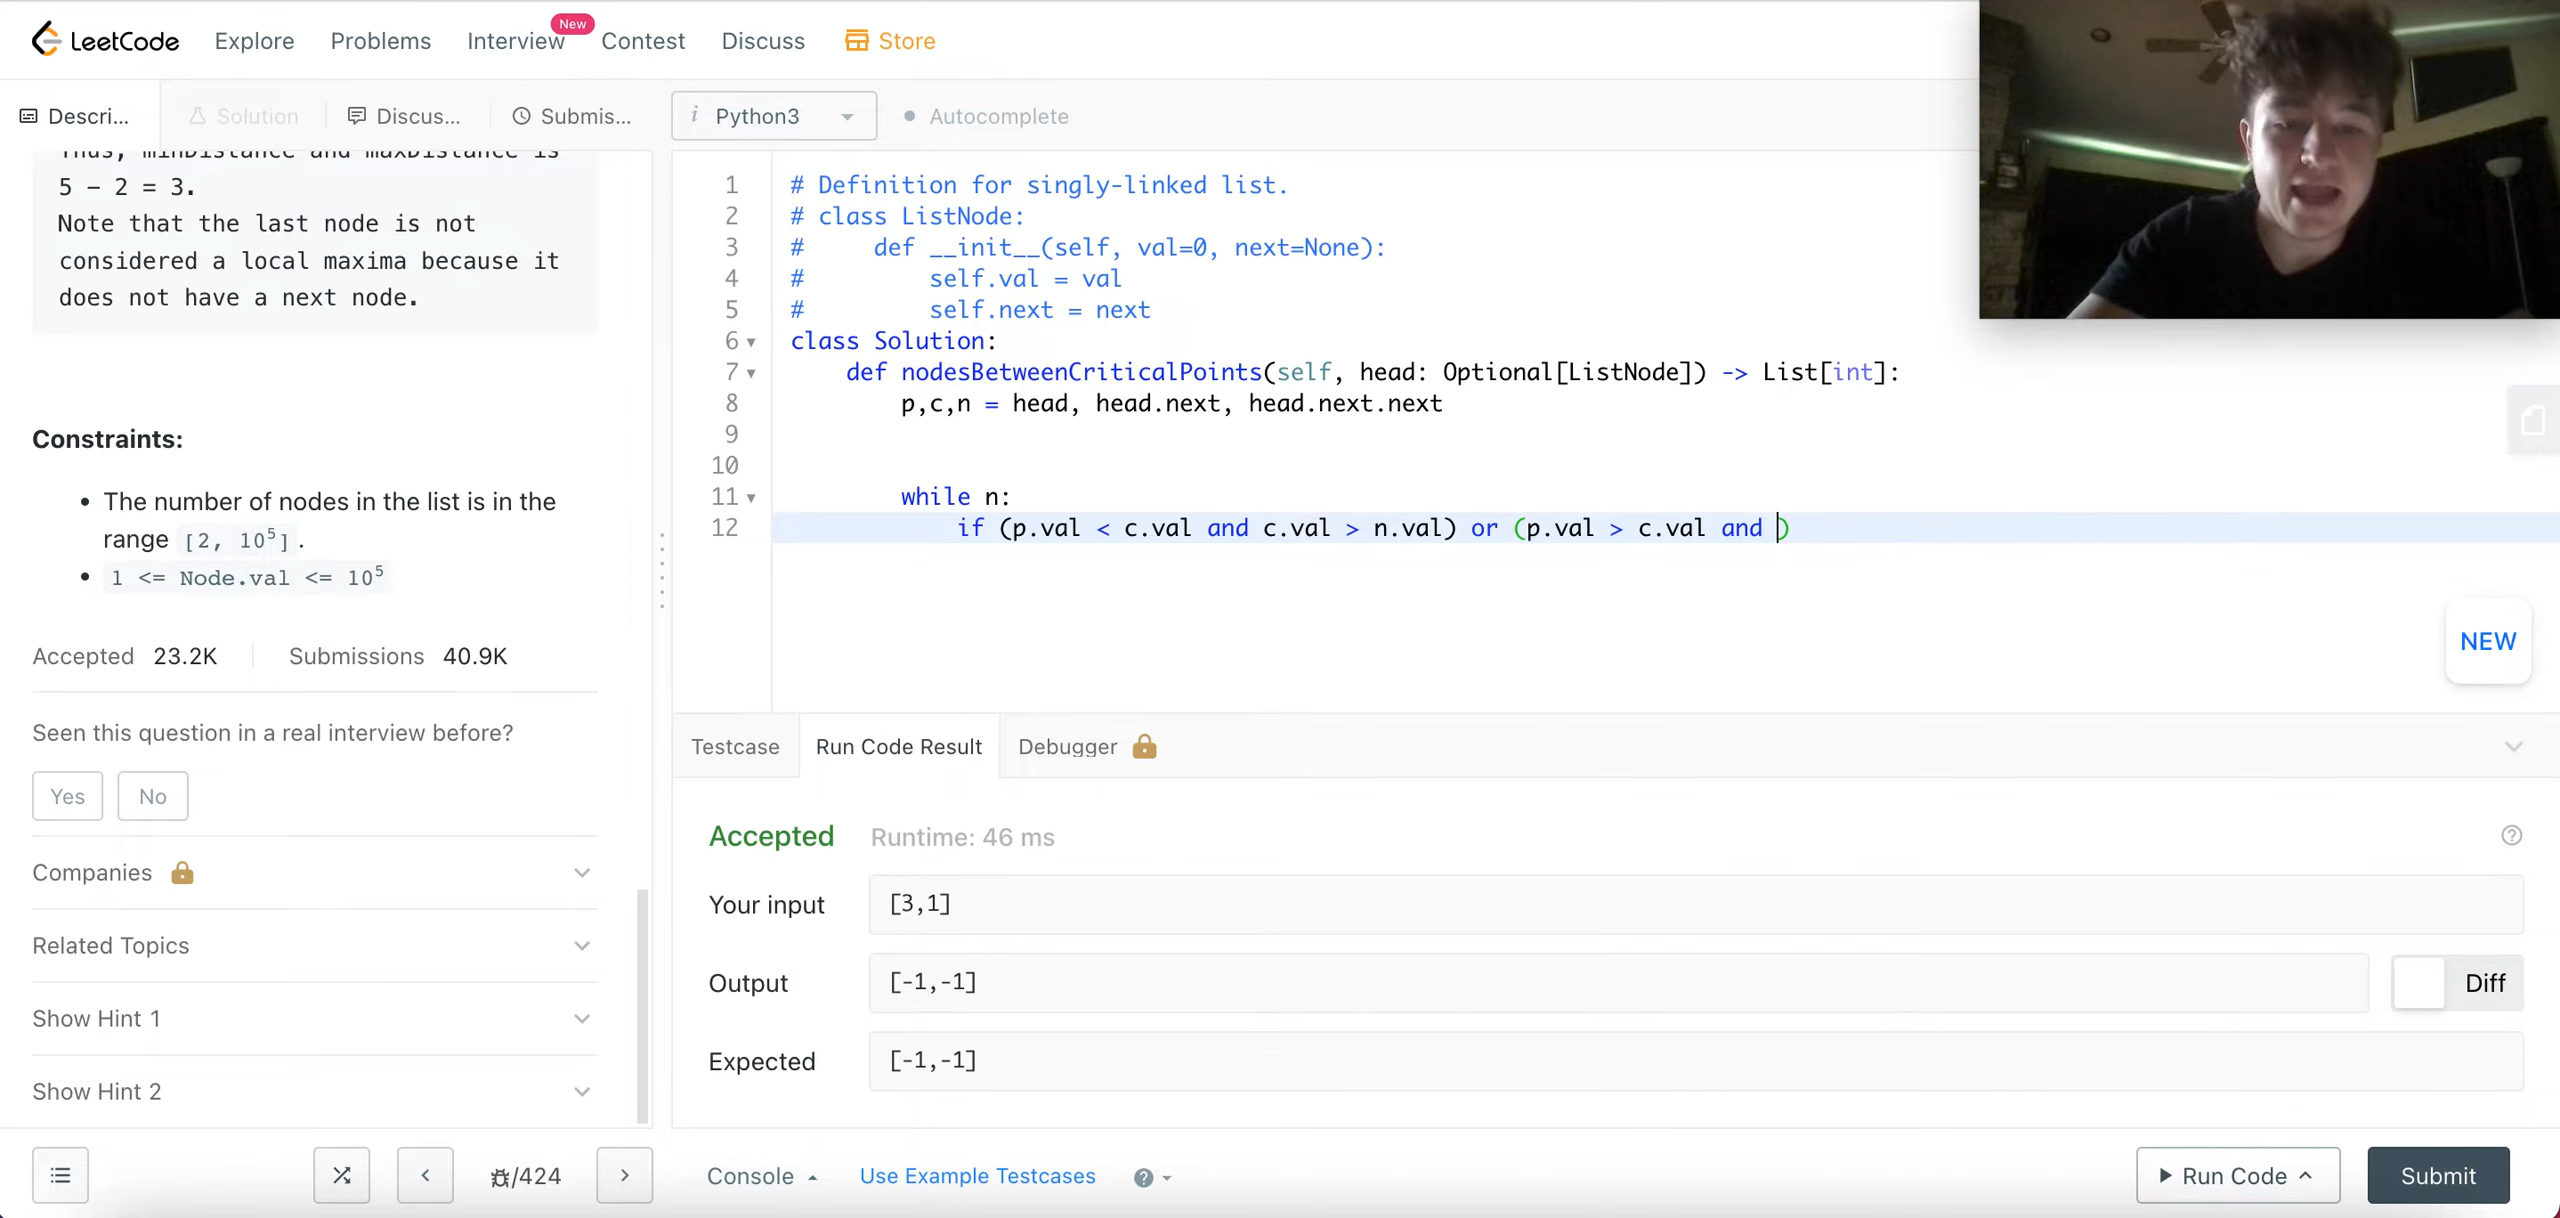 LeetCode Explore Problems Interview New Contest Discuss Store
Descri... Solution Discus... Submis...
Python3 Autocomplete
Thus, minDistance and maxDistance is
5 - 2 = 3.
Note that the last node is not
considered a local maxima because it
does not have a next node.
Constraints:
• The number of nodes in the list is in the
range [2, 10⁵].
• 1 <= Node.val <= 10⁵
Accepted 23.2K Submissions 40.9K
Seen this question in a real interview before?
Yes No
Companies
Related Topics
Show Hint 1
Show Hint 2
/424
1 # Definition for singly-linked list.
2 # class ListNode:
3 #     def __init__(self, val=0, next=None):
4 #         self.val = val
5 #         self.next = next
6 class Solution:
7     def nodesBetweenCriticalPoints(self, head: Optional[ListNode]) -> List[int]:
8         p,c,n = head, head.next, head.next.next
9
10
11         while n:
12             if (p.val < c.val and c.val > n.val) or (p.val > c.val and )
NEW
Testcase Run Code Result Debugger
Accepted Runtime: 46 ms
Your input [3,1]
Output [-1,-1] Diff
Expected [-1,-1]
Console Use Example Testcases Run Code Submit